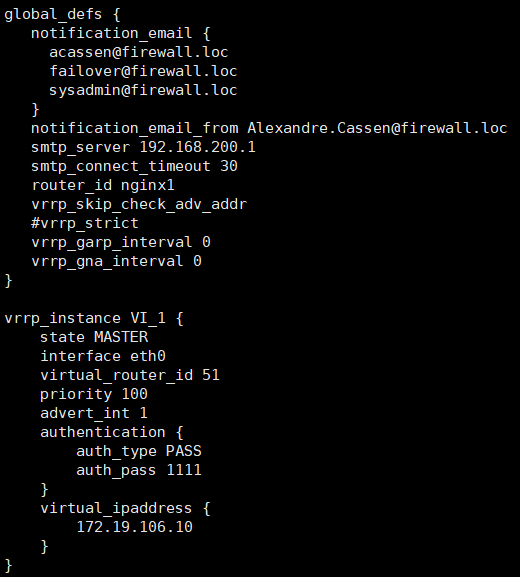 global_defs {
   notification_email {
     acassen@firewall.loc
     failover@firewall.loc
     sysadmin@firewall.loc
   }
   notification_email_from Alexandre.Cassen@firewall.loc
   smtp_server 192.168.200.1
   smtp_connect_timeout 30
   router_id nginx1
   vrrp_skip_check_adv_addr
   #vrrp_strict
   vrrp_garp_interval 0
   vrrp_gna_interval 0
}

vrrp_instance VI_1 {
    state MASTER
    interface eth0
    virtual_router_id 51
    priority 100
    advert_int 1
    authentication {
        auth_type PASS
        auth_pass 1111
    }
    virtual_ipaddress {
        172.19.106.10
    }
}